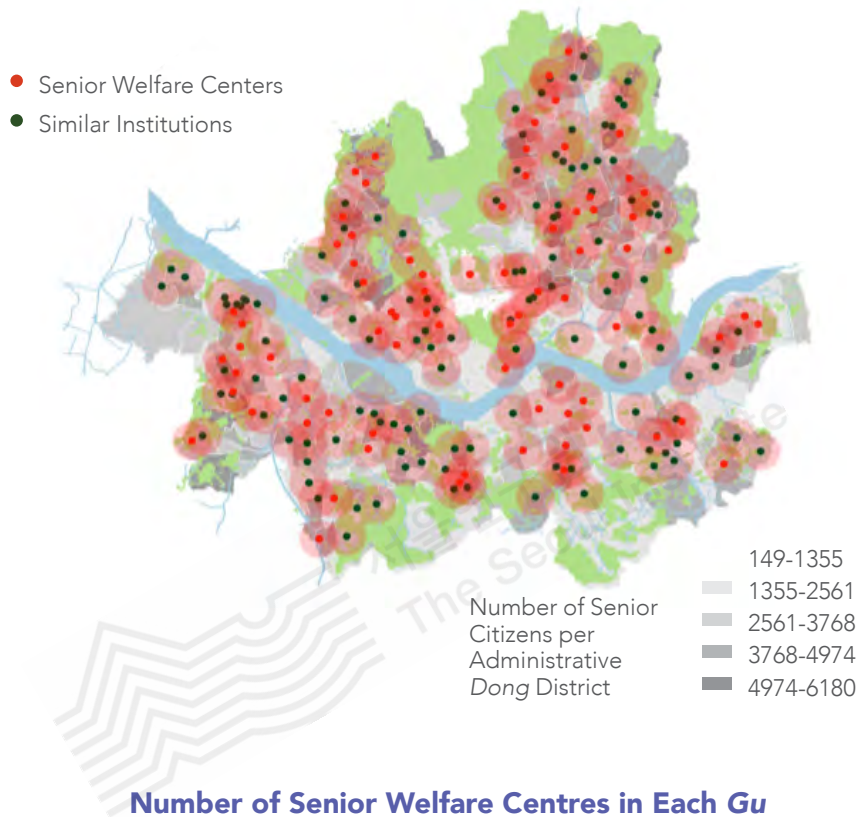 Senior Welfare Centers
Similar Institutions
Number of Senior
Citizens per
Administrative
Dong District
149-1355
1355-2561
2561-3768
3768-4974
4974-6180
Number of Senior Welfare Centres in Each Gu